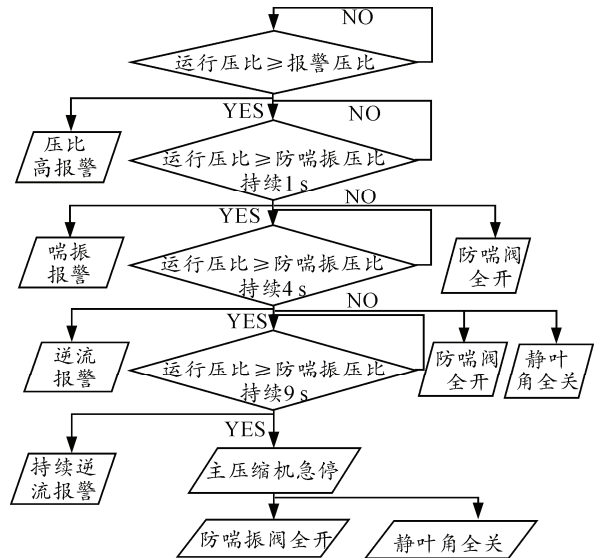 NO
运行压比≥报警压比
YES
NO
压比
高报警
运行压比≥防喘振压比
持续1 s
NO
YES
喘振
报警
运行压比≥防喘振压比
持续4 s
防喘阀
全开
NO
YES
逆流
报警
运行压比≥防喘振压比
持续9 s
防喘阀
全开
静叶
角全关
YES
持续逆
流报警
主压缩机急停
防喘振阀全开
静叶角全关